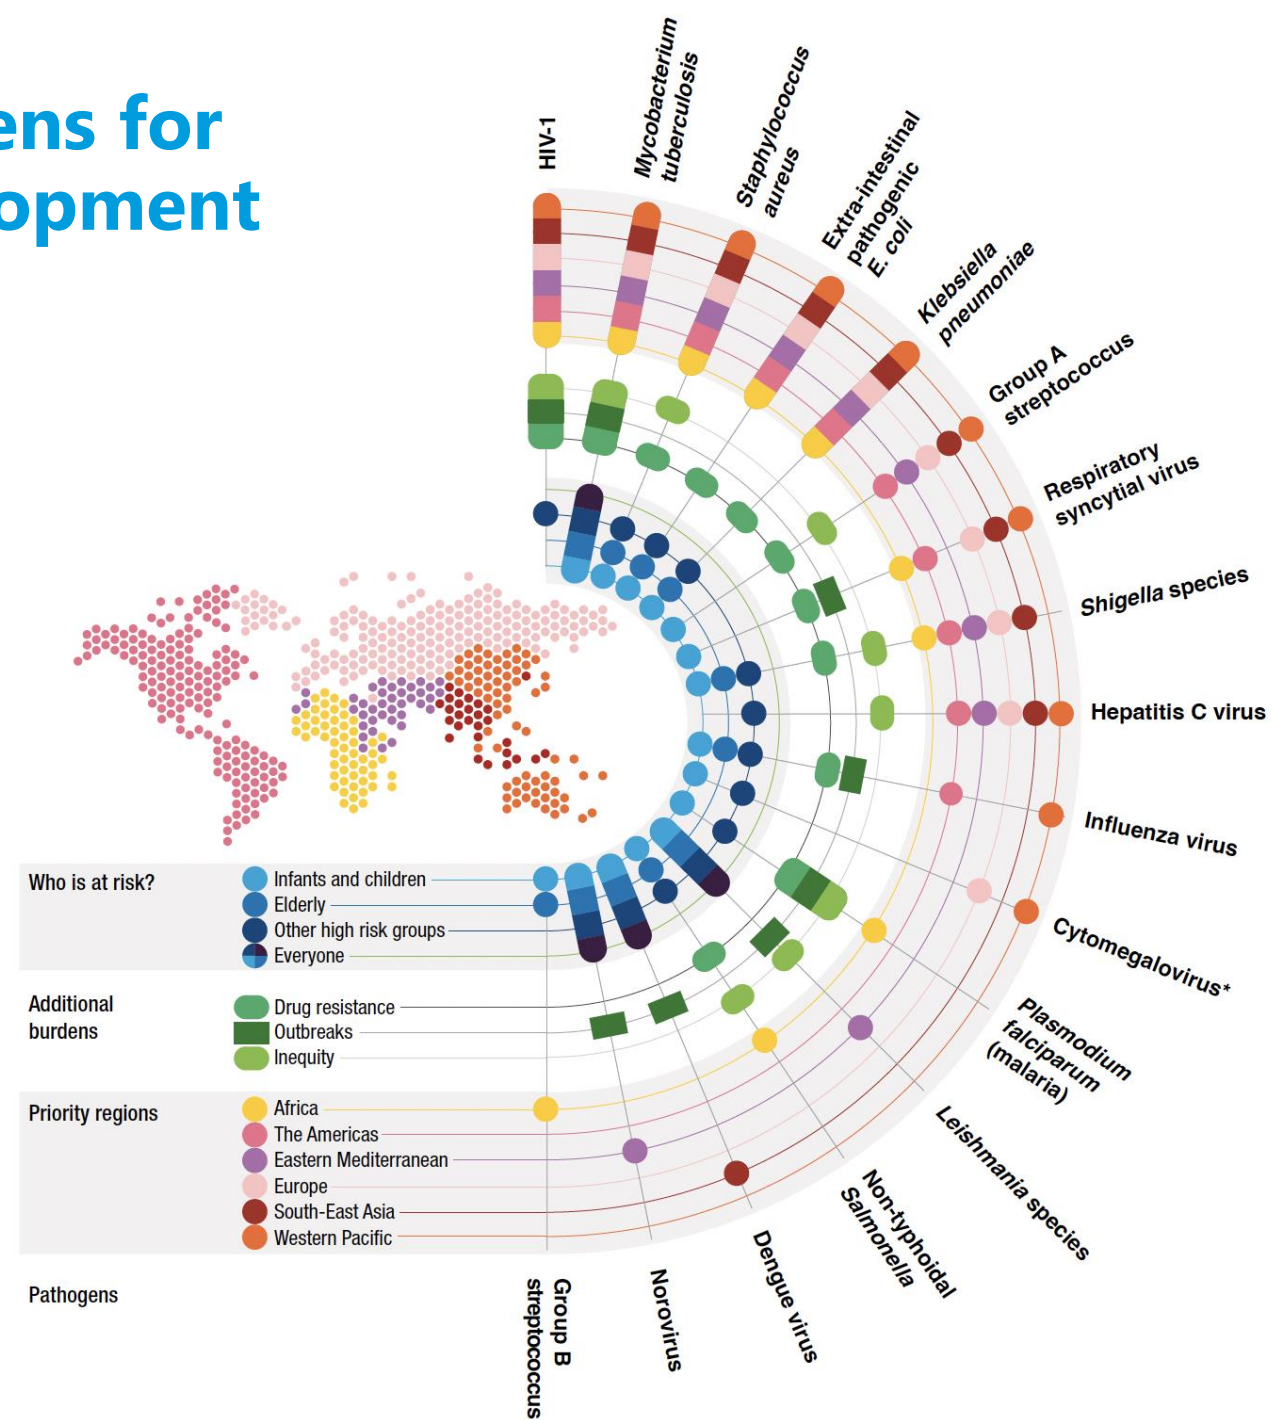 ens for
opment
HIV-1
Mycobacterium
tuberculosis
Staphylococcus
aureus
Extra-intestinal
pathogenic
E. coli
Klebsiella
pneumoniae
Group A
streptococcus
Respiratory
syncytial virus
Shigella species
Hepatitis C virus
Influenza virus
Cytomegalovirus*
Plasmodium
falciparum
(malaria)
Leishmania species
Non-typhoidal
Salmonella
Dengue virus
Norovirus
Group B
streptococcus
Who is at risk?
Infants and children
Elderly
Other high risk groups
Everyone
Additional
burdens
Drug resistance
Outbreaks
Inequity
Priority regions
Africa
The Americas
Eastern Mediterranean
Europe
South-East Asia
Western Pacific
Pathogens